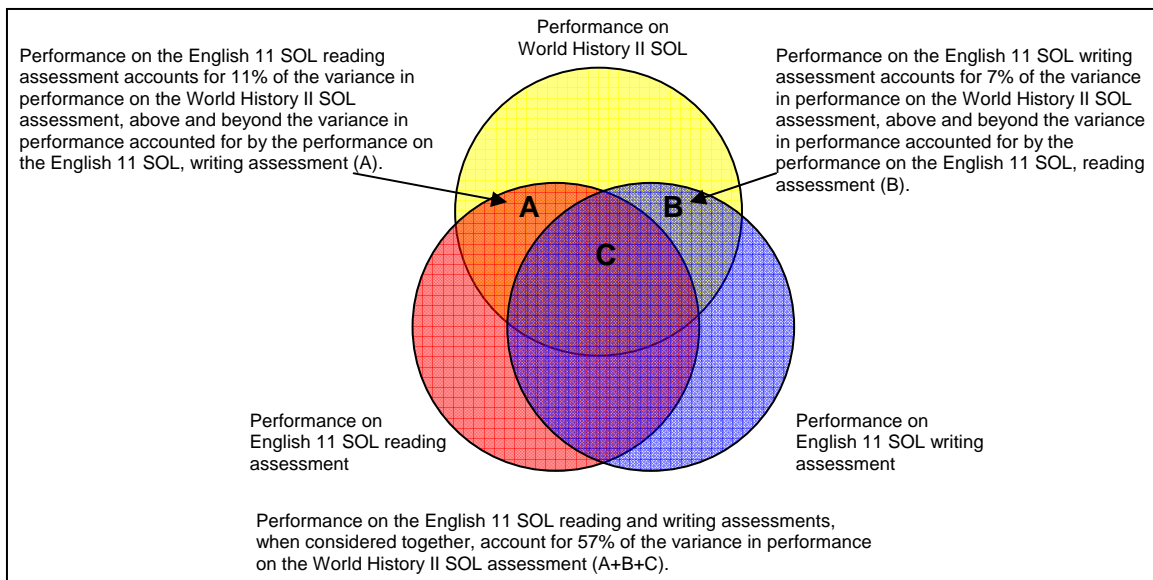 Performance on
World History II SOL
Performance on the English 11 SOL reading
assessment accounts for 11% of the variance in
performance on the World History II SOL
assessment, above and beyond the variance in
performance accounted for by the performance on
the English 11 SOL, writing assessment (A).
Performance on the English 11 SOL writing
assessment accounts for 7% of the variance
in performance on the World History II SOL
assessment, above and beyond the variance
in performance accounted for by the
performance on the English 11 SOL, reading
assessment (B).
A
B
C
Performance on
English 11 SOL reading
assessment
Performance on
English 11 SOL writing
assessment
Performance on the English 11 SOL reading and writing assessments,
when considered together, account for 57% of the variance in performance
on the World History II SOL assessment (A+B+C).